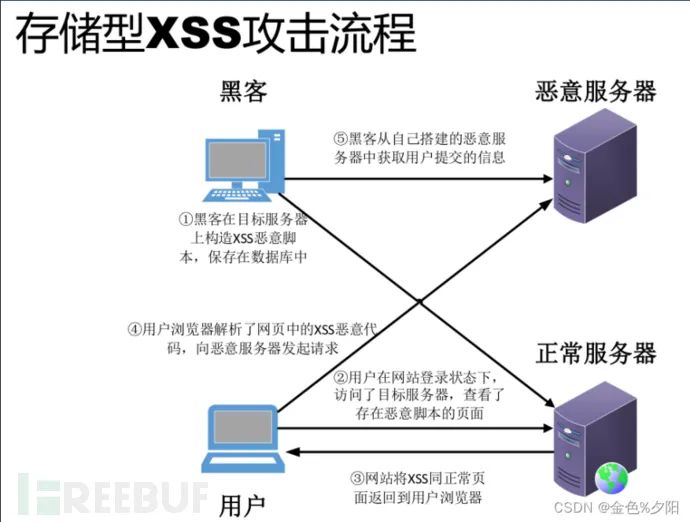 存储型XSS攻击流程
黑客
恶意服务器
⑤黑客从自己搭建的恶意服
务器中获取用户提交的信息
①黑客在目标服务器
上构造XSS恶意脚
本，保存在数据库中
④用户浏览器解析了网页中的XSS恶意代
码，向恶意服务器发起请求
正常服务器
②用户在网站登录状态下，
访问了目标服务器，查看了
存在恶意脚本的页面
③网站将XSS同正常页
面返回到用户浏览器
用户
FREEBUF
CSDN @金色%夕阳